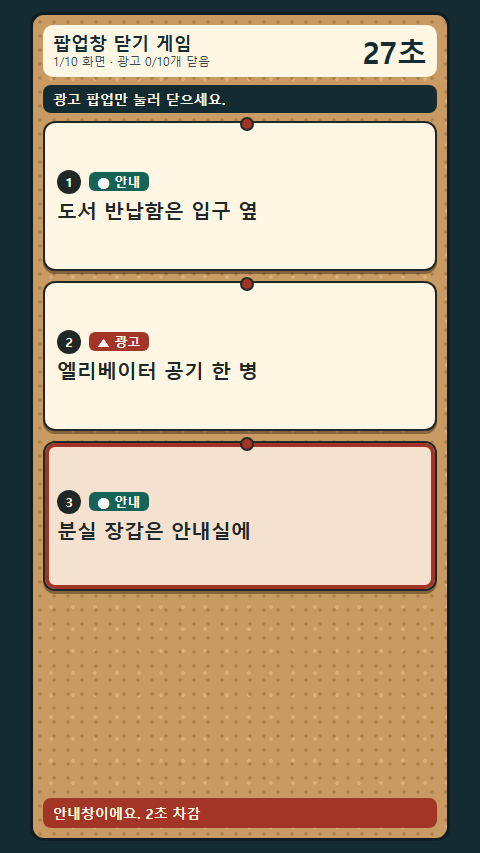 팝업창 닫기 게임
1/10 화면 · 광고 0/10개 닫음
27초
광고 팝업만 눌러 닫으세요.
1 ● 안내
도서 반납함은 입구 옆
2 ▲ 광고
엘리베이터 공기 한 병
3 ● 안내
분실 장갑은 안내실에
안내창이에요. 2초 차감